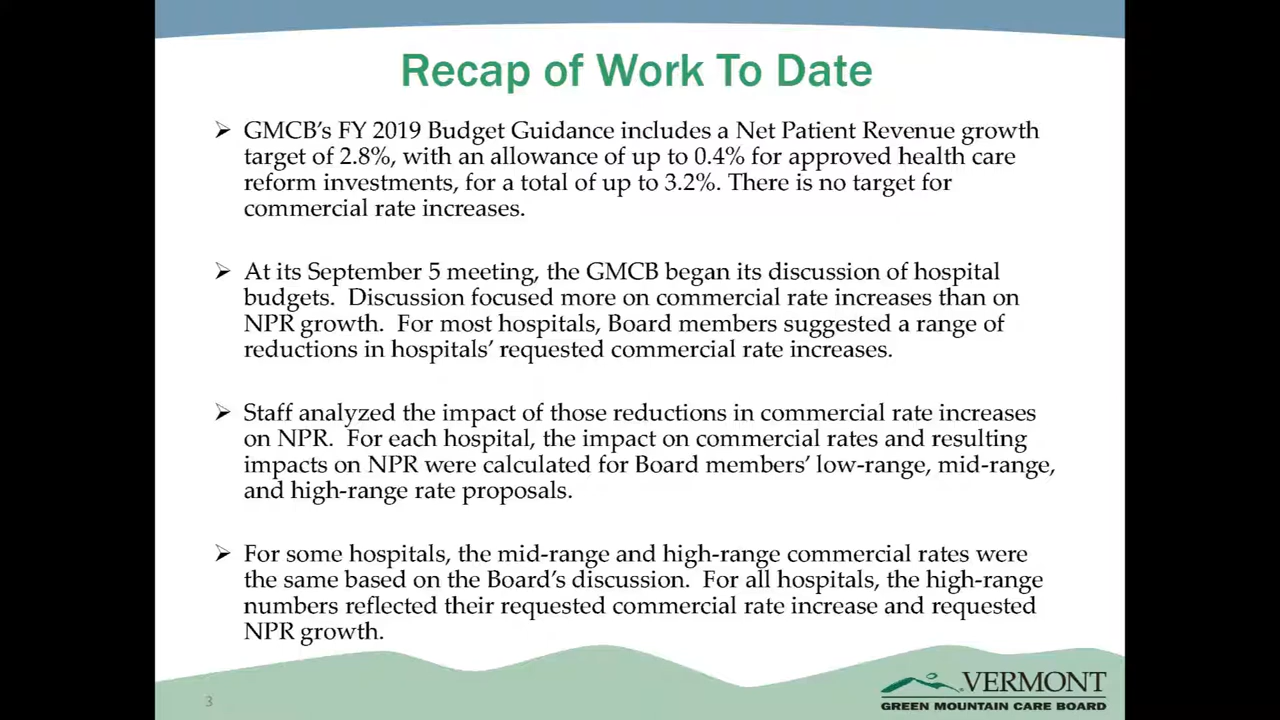 Recap of Work To Date
➢ GMCB's FY 2019 Budget Guidance includes a Net Patient Revenue growth
target of 2.8%, with an allowance of up to 0.4% for approved health care
reform investments, for a total of up to 3.2%. There is no target for
commercial rate increases.
➢ At its September 5 meeting, the GMCB began its discussion of hospital
budgets.  Discussion focused more on commercial rate increases than on
NPR growth.  For most hospitals, Board members suggested a range of
reductions in hospitals' requested commercial rate increases.
➢ Staff analyzed the impact of those reductions in commercial rate increases
on NPR.  For each hospital, the impact on commercial rates and resulting
impacts on NPR were calculated for Board members' low-range, mid-range,
and high-range rate proposals.
➢ For some hospitals, the mid-range and high-range commercial rates were
the same based on the Board's discussion.  For all hospitals, the high-range
numbers reflected their requested commercial rate increase and requested
NPR growth.
3
VERMONT
GREEN MOUNTAIN CARE BOARD